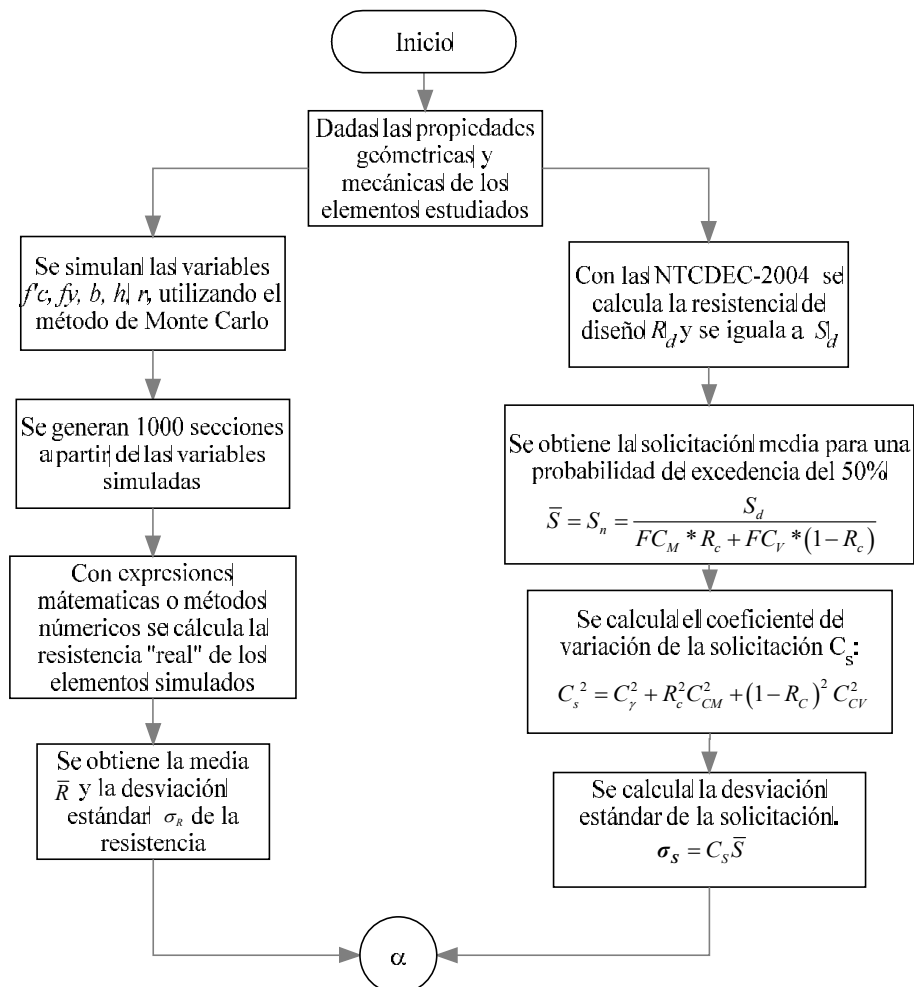 Inicio
Dadas las propiedades
geómetricas y
mecánicas de los
elementos estudiados
Se simulan las variables
f'c, fy, b, h, r, utilizando el
método de Monte Carlo
Se generan 1000 secciones
a partir de las variables
simuladas
Con expresiones
mátematicas o métodos
númericos se cálcula la
resistencia "real" de los
elementos simulados
Se obtiene la media
R̅ y la desviación
estándar σ_R de la
resistencia
Con las NTCDEC-2004 se
calcula la resistencia de
diseño R_d y se iguala a S_d
Se obtiene la solicitación media para una
probabilidad de excedencia del 50%
S̅ = S_n = S_d / (FC_M * R_c + FC_V * (1 − R_c))
Se calcula el coeficiente de
variación de la solicitación C_s:
C_s² = C_γ² + R_c² C_CM² + (1 − R_C)² C_CV²
Se calcula la desviación
estándar de la solicitación.
σ_S = C_S S̅
α